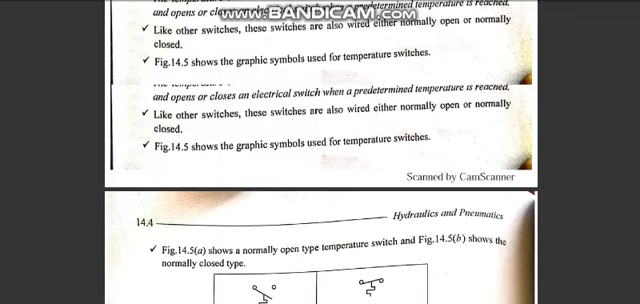 and opens or
www.BANDICAM.com
predetermined temperature is reached.
✓ Like other switches, these switches are also wired either normally open or normally
closed.
✓ Fig.14.5 shows the graphic symbols used for temperature switches.
and opens or closes an electrical switch when a predetermined temperature is reached.
✓ Like other switches, these switches are also wired either normally open or normally
closed.
✓ Fig.14.5 shows the graphic symbols used for temperature switches.
Scanned by CamScanner
14.4
Hydraulics and Pneumatics
✓ Fig.14.5(a) shows a normally open type temperature switch and Fig.14.5(b) shows the
normally closed type.